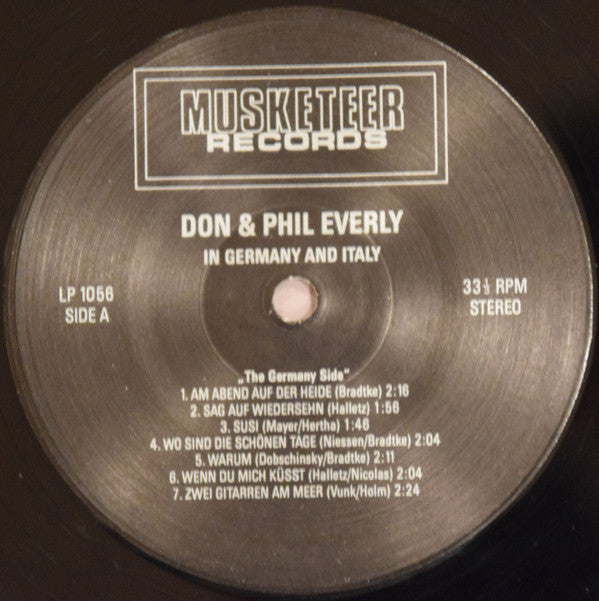 MUSKETEER
RECORDS
DON & PHIL EVERLY
IN GERMANY AND ITALY
LP 1056
SIDE A
33⅓ RPM
STEREO
„The Germany Side"
1. AM ABEND AUF DER HEIDE (Bradtke) 2:16
2. SAG AUF WIEDERSEHN (Halletz) 1:56
3. SUSI (Mayer/Hertha) 1:46
4. WO SIND DIE SCHÖNEN TAGE (Niessen/Bradtke) 2:04
5. WARUM (Dobschinsky/Bradtke) 2:11
6. WENN DU MICH KÜSST (Halletz/Nicolas) 2:04
7. ZWEI GITARREN AM MEER (Vunk/Holm) 2:24